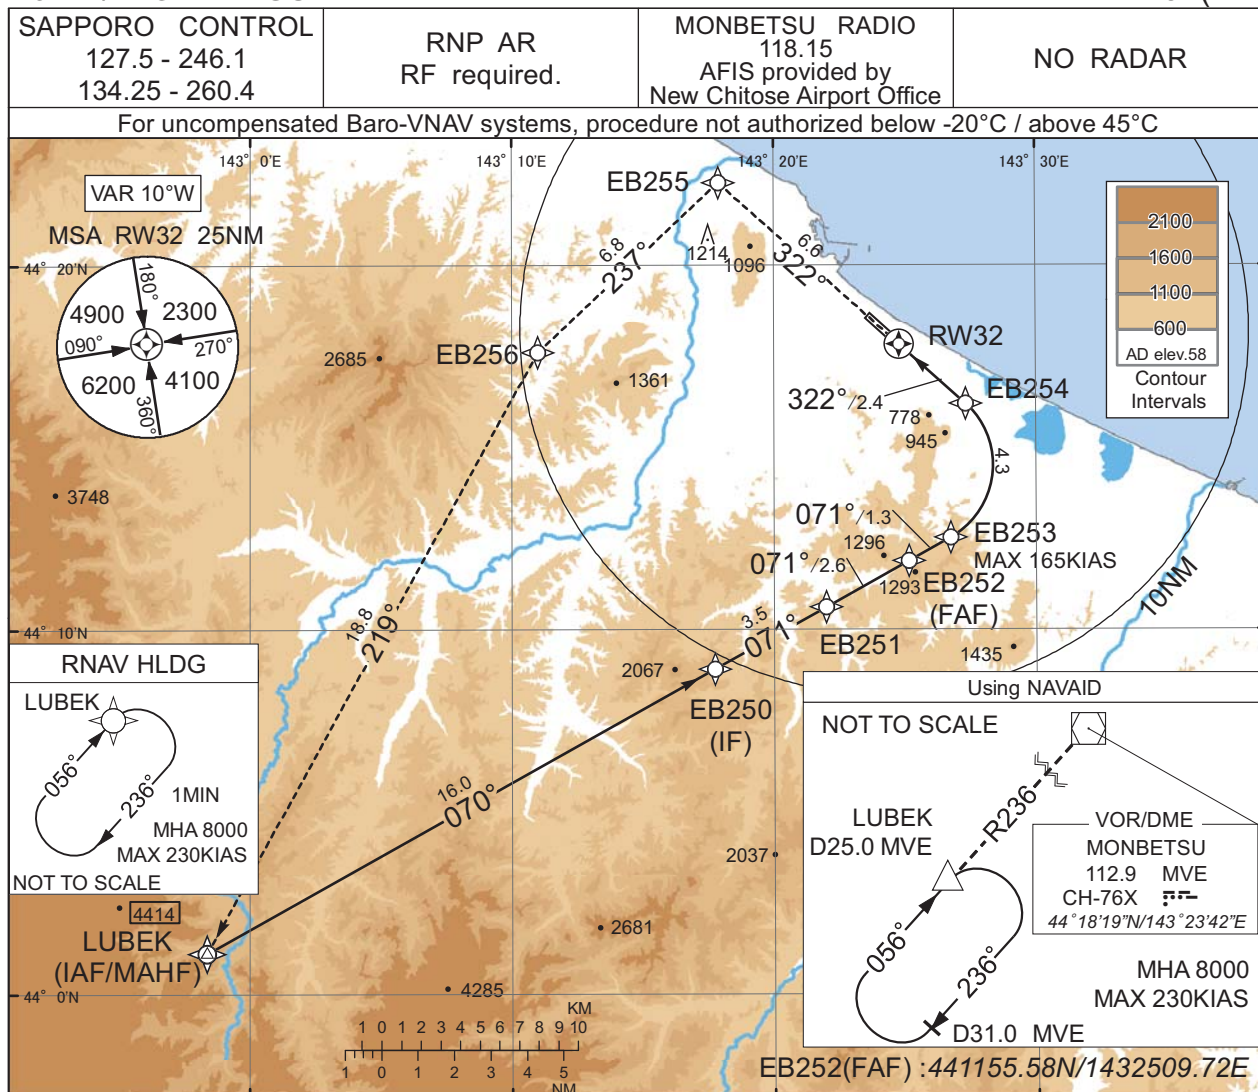 SAPPORO CONTROL
127.5 - 246.1
134.25 - 260.4
RNP AR
RF required.
MONBETSU RADIO
118.15
AFIS provided by
New Chitose Airport Office
NO RADAR
For uncompensated Baro-VNAV systems, procedure not authorized below -20°C / above 45°C
143° 0'E
143° 10'E
143° 20'E
143° 30'E
VAR 10°W
MSA RW32 25NM
180°
4900
2300
090°
270°
6200
4100
360°
44° 20'N
EB255
6.8
237°
1214
1096
6.6
322°
2100
1600
1100
600
AD elev.58
Contour
Intervals
RW32
EB256
2685
1361
EB254
322°/2.4
778
945
4.3
3748
071°/1.3
EB253
MAX 165KIAS
1296
071°/2.6
1293
EB252
(FAF)
10NM
18.8
219°
3.5
071°
EB251
44° 10'N
1435
2067
EB250
(IF)
RNAV HLDG
LUBEK
056°
236°
1MIN
MHA 8000
MAX 230KIAS
NOT TO SCALE
16.0
070°
2037
4414
2681
LUBEK
(IAF/MAHF)
4285
44° 0'N
KM
1 0 1 2 3 4 5 6 7 8 9 10
1 0 1 2 3 4 5
NM
Using NAVAID
NOT TO SCALE
R236
LUBEK
D25.0 MVE
VOR/DME
MONBETSU
112.9 MVE
CH-76X
44°18'19"N/143°23'42"E
056°
236°
MHA 8000
MAX 230KIAS
D31.0 MVE
EB252(FAF) :441155.58N/1432509.72E